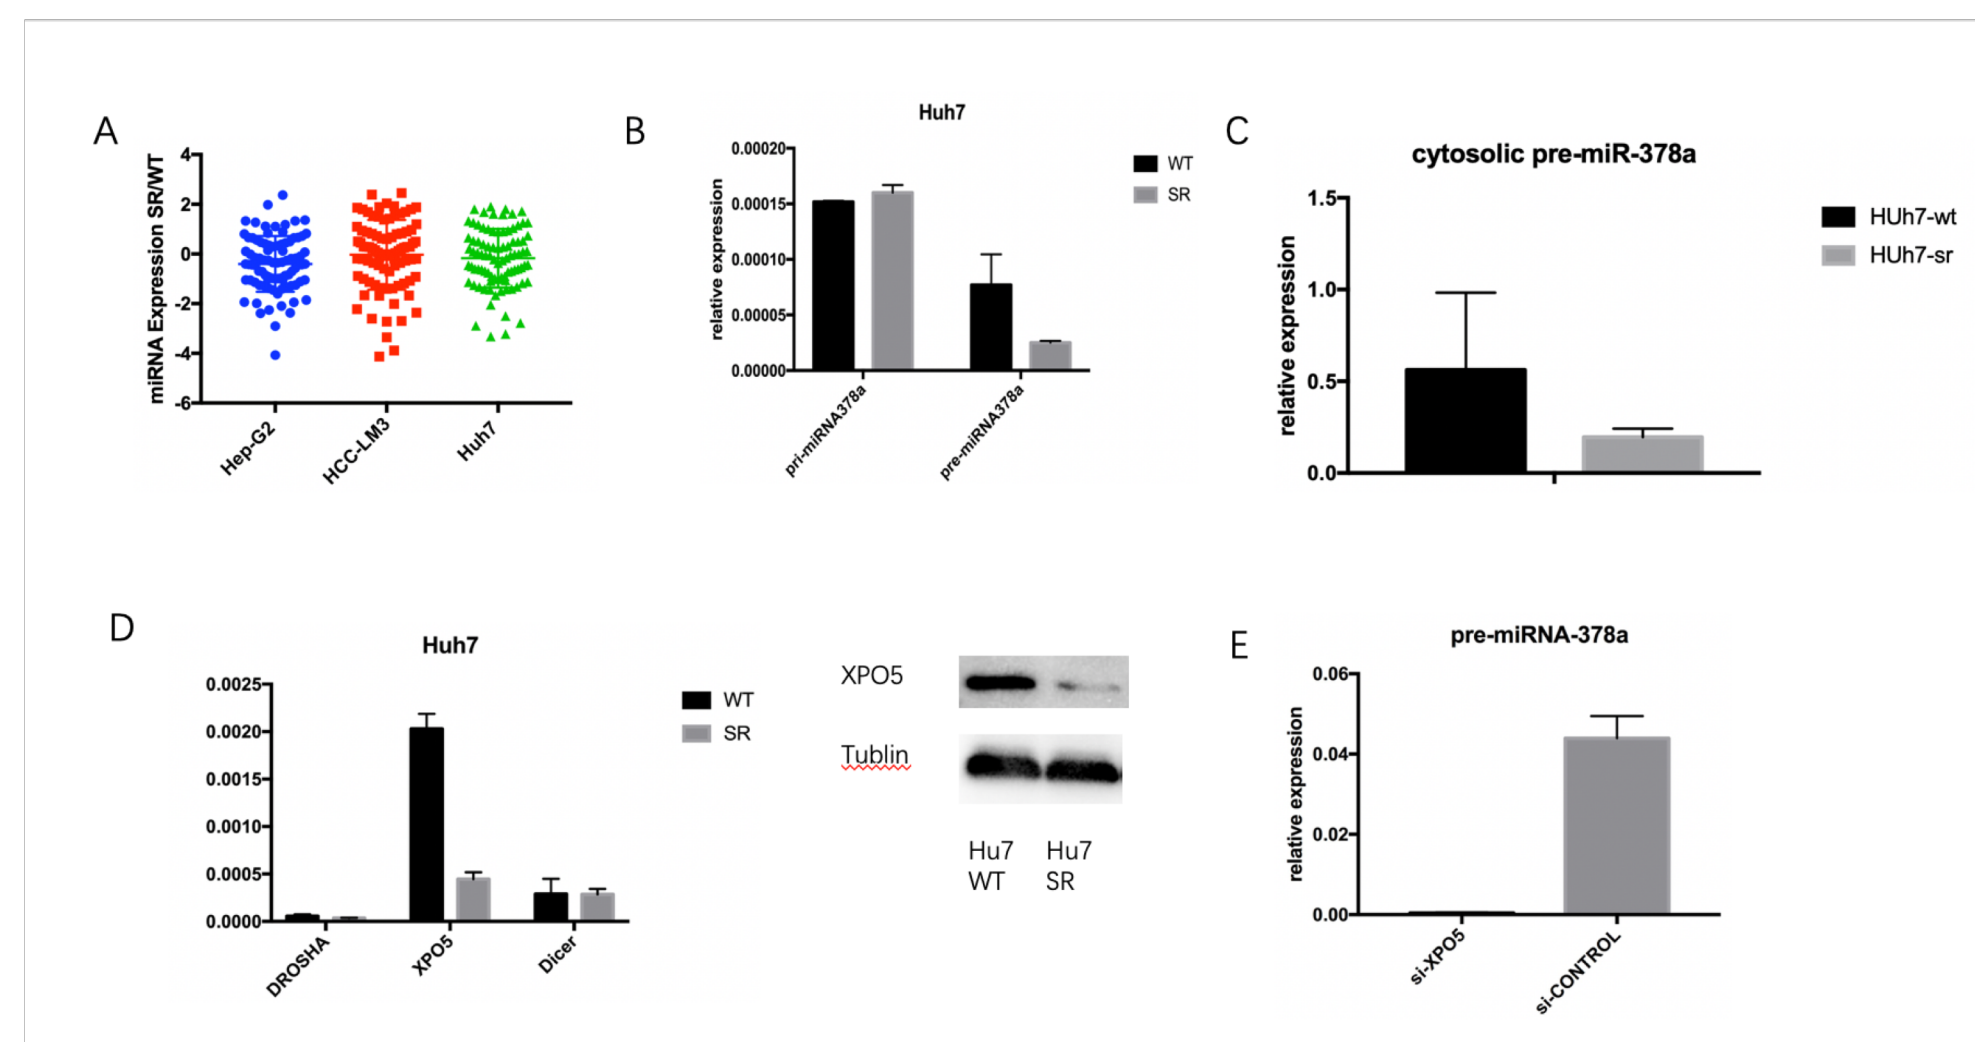 A
miRNA Expression SR/WT
4
2
0
-2
-4
-6
Hep-G2
HCC-LM3
Huh7
B
Huh7
relative expression
0.00020
0.00015
0.00010
0.00005
0.00000
pri-miRNA378a
pre-miRNA378a
WT
SR
C
cytosolic pre-miR-378a
relative expression
1.5
1.0
0.5
0.0
HUh7-wt
HUh7-sr
D
Huh7
0.0025
0.0020
0.0015
0.0010
0.0005
0.0000
DROSHA
XPO5
Dicer
WT
SR
XPO5
Tublin
Hu7 Hu7
WT SR
E
pre-miRNA-378a
relative expression
0.06
0.04
0.02
0.00
si-XPO5
si-CONTROL